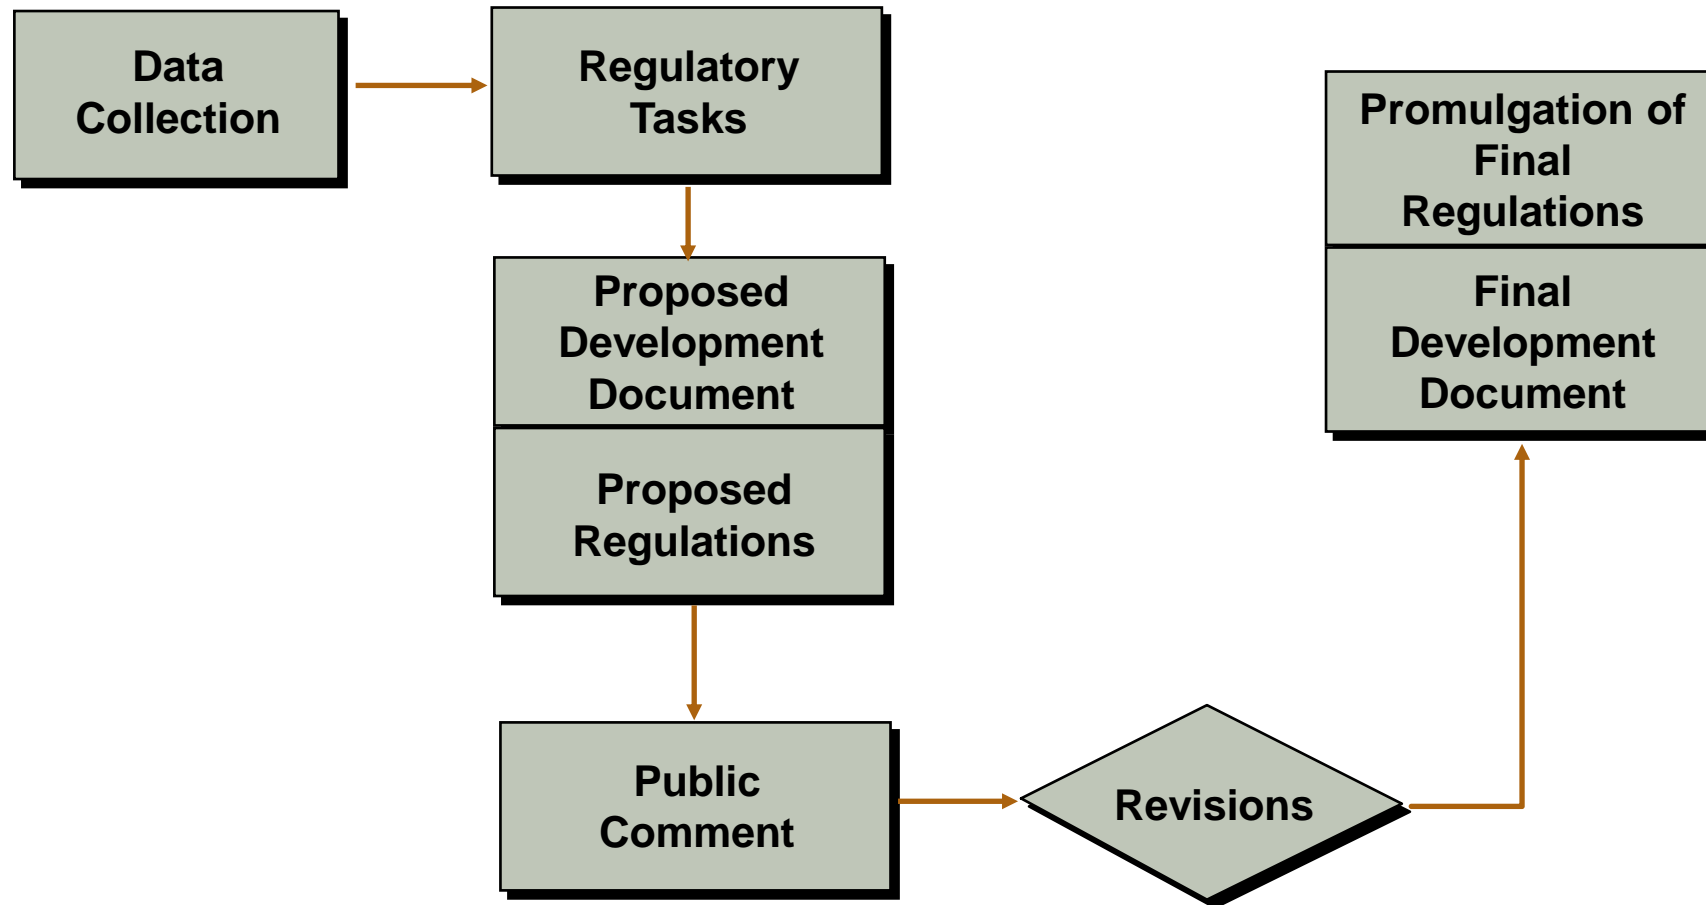 Data
Collection
Regulatory
Tasks
Proposed
Development
Document
Proposed
Regulations
Public
Comment
Revisions
Promulgation of
Final
Regulations
Final
Development
Document